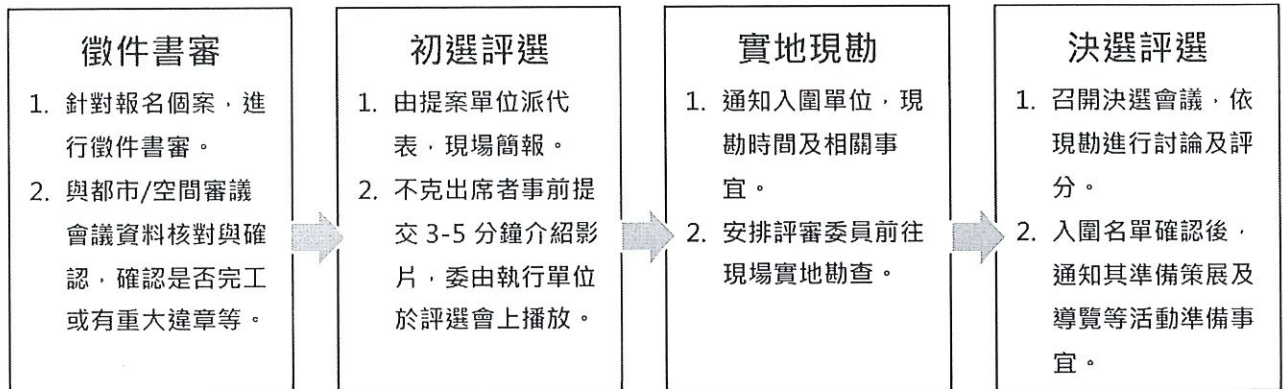 徵件書審
1. 針對報名個案，進
行徵件書審。
2. 與都市/空間審議
會議資料核對與確
認，確認是否完工
或有重大違章等。
初選評選
1. 由提案單位派代
表，現場簡報。
2. 不克出席者事前提
交 3-5 分鐘介紹影
片，委由執行單位
於評選會上播放。
實地現勘
1. 通知入圍單位，現
勘時間及相關事
宜。
2. 安排評審委員前往
現場實地勘查。
決選評選
1. 召開決選會議，依
現勘進行討論及評
分。
2. 入圍名單確認後，
通知其準備策展及
導覽等活動準備事
宜。